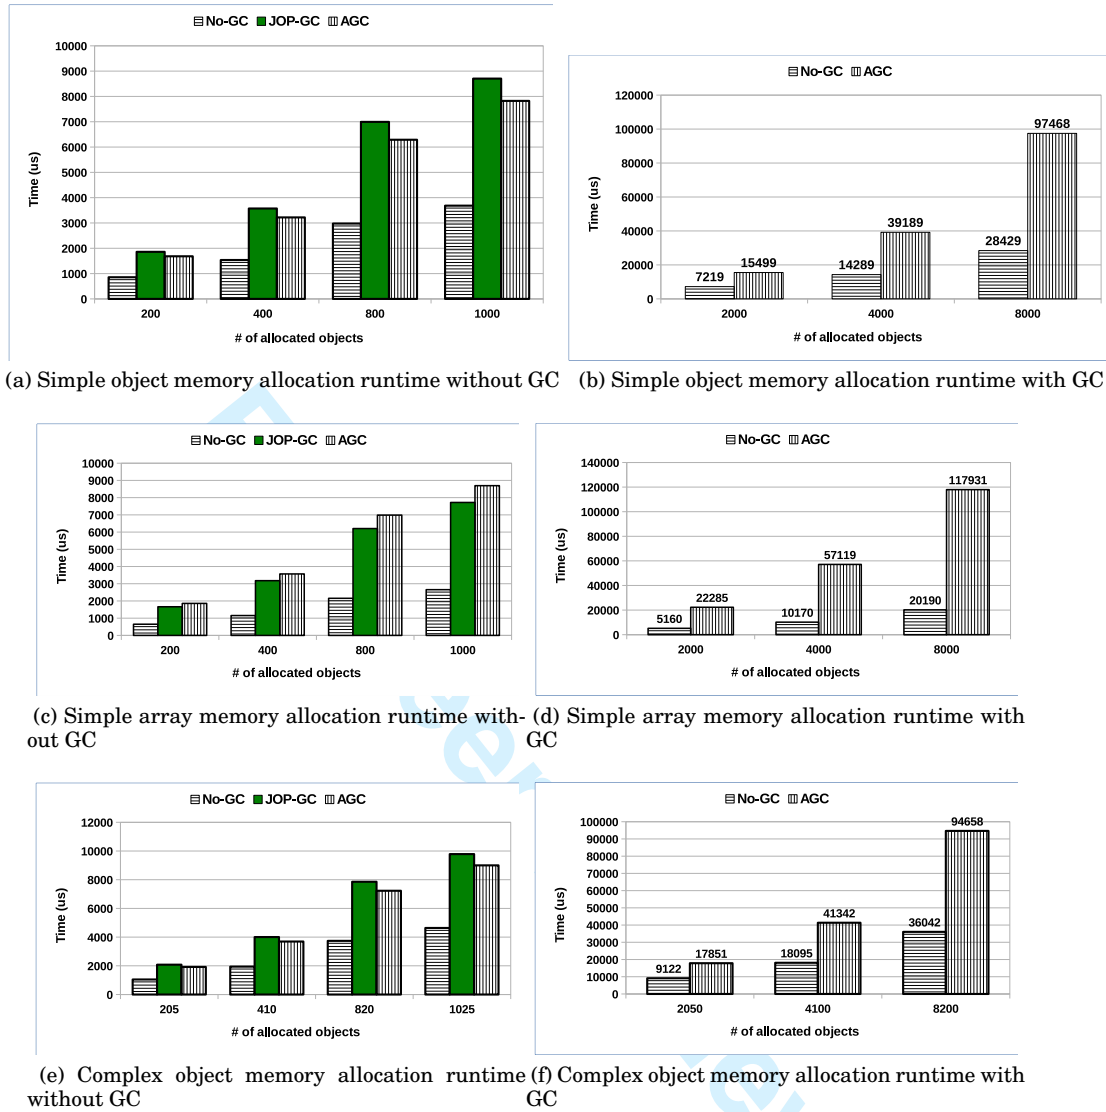 No-GC JOP-GC AGC
10000
9000
8000
7000
6000
5000
4000
3000
2000
1000
0
Time (us)
200 400 800 1000
# of allocated objects
(a) Simple object memory allocation runtime without GC
No-GC AGC
120000
100000
80000
60000
40000
20000
0
Time (us)
7219 15499 14289 39189 28429 97468
2000 4000 8000
# of allocated objects
(b) Simple object memory allocation runtime with GC
No-GC JOP-GC AGC
10000
9000
8000
7000
6000
5000
4000
3000
2000
1000
0
Time (us)
200 400 800 1000
# of allocated objects
(c) Simple array memory allocation runtime with-
out GC
No-GC AGC
140000
120000
100000
80000
60000
40000
20000
0
Time (us)
5160 22285 10170 57119 20190 117931
2000 4000 8000
# of allocated objects
(d) Simple array memory allocation runtime with
GC
No-GC JOP-GC AGC
12000
10000
8000
6000
4000
2000
0
Time (us)
205 410 820 1025
# of allocated objects
(e) Complex object memory allocation runtime
without GC
No-GC AGC
100000
90000
80000
70000
60000
50000
40000
30000
20000
10000
0
Time (us)
9122 17851 18095 41342 36042 94658
2050 4100 8200
# of allocated objects
(f) Complex object memory allocation runtime with
GC